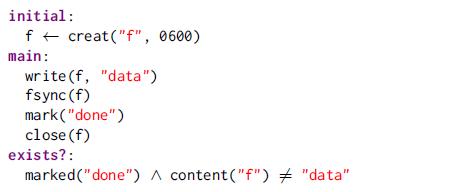 initial:
  f ← creat("f", 0600)
main:
  write(f, "data")
  fsync(f)
  mark("done")
  close(f)
exists?:
  marked("done") ∧ content("f") ≠ "data"